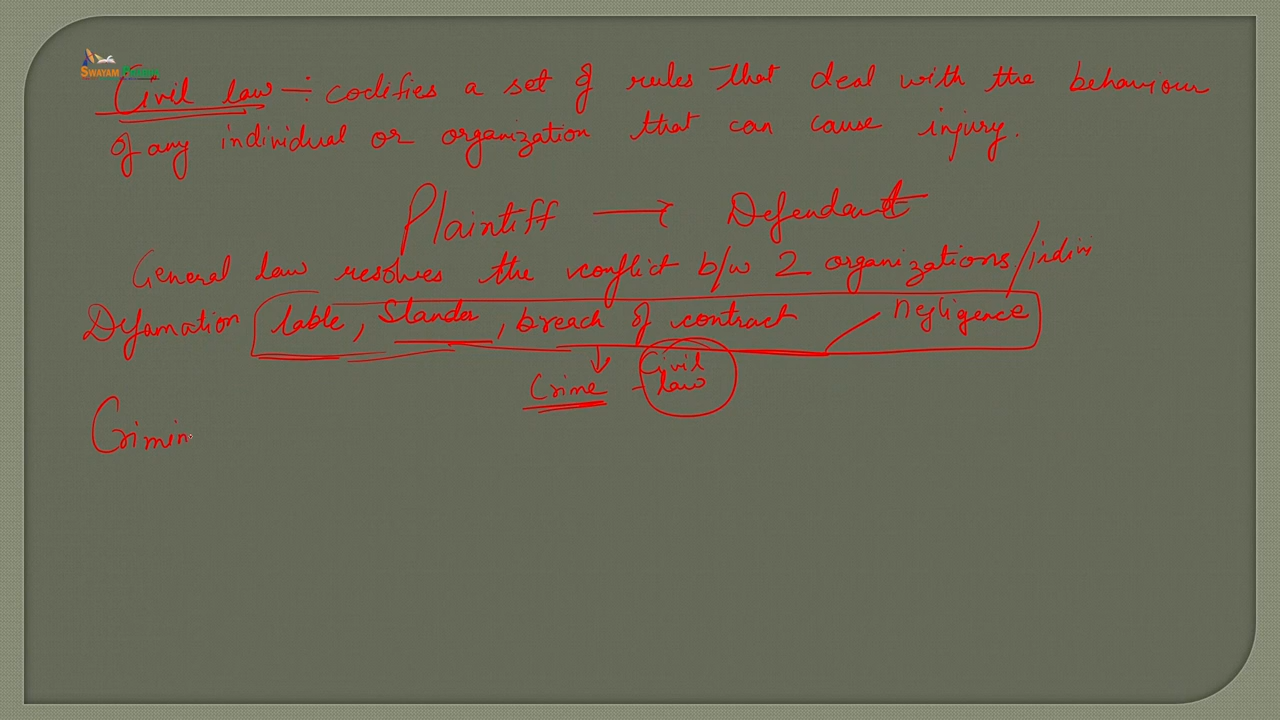 SWAYAM PRABHA
Civil law :- codifies a set of rules that deal with the behaviour
of any individual or organization that can cause injury.
Plaintiff → Defendant
General law resolves the conflict b/w 2 organizations/indivi
Defamation lable, Slander, breach of contract / Negligence
Crime - Civil law
Crimin